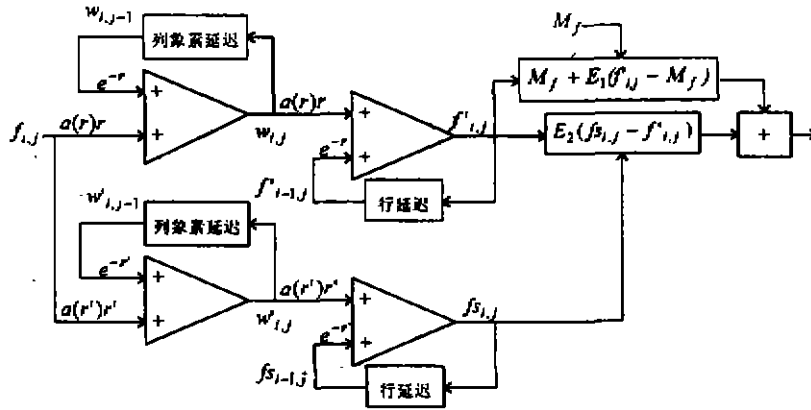 w_{i,j-1}
列象素延迟
e^{-r}
+
f_{i,j}
a(r)r
+
w_{i,j}
a(r)r
+
e^{-r}
+
f'_{i-1,j}
行延迟
f'_{i,j}
M_f
M_f + E_1(f'_{i,j} - M_f)
E_2(fs_{i,j} - f'_{i,j})
+
w'_{i,j-1}
列象素延迟
e^{-r'}
+
a(r')r'
+
w'_{i,j}
a(r')r'
+
e^{-r'}
+
fs_{i-1,j}
行延迟
fs_{i,j}